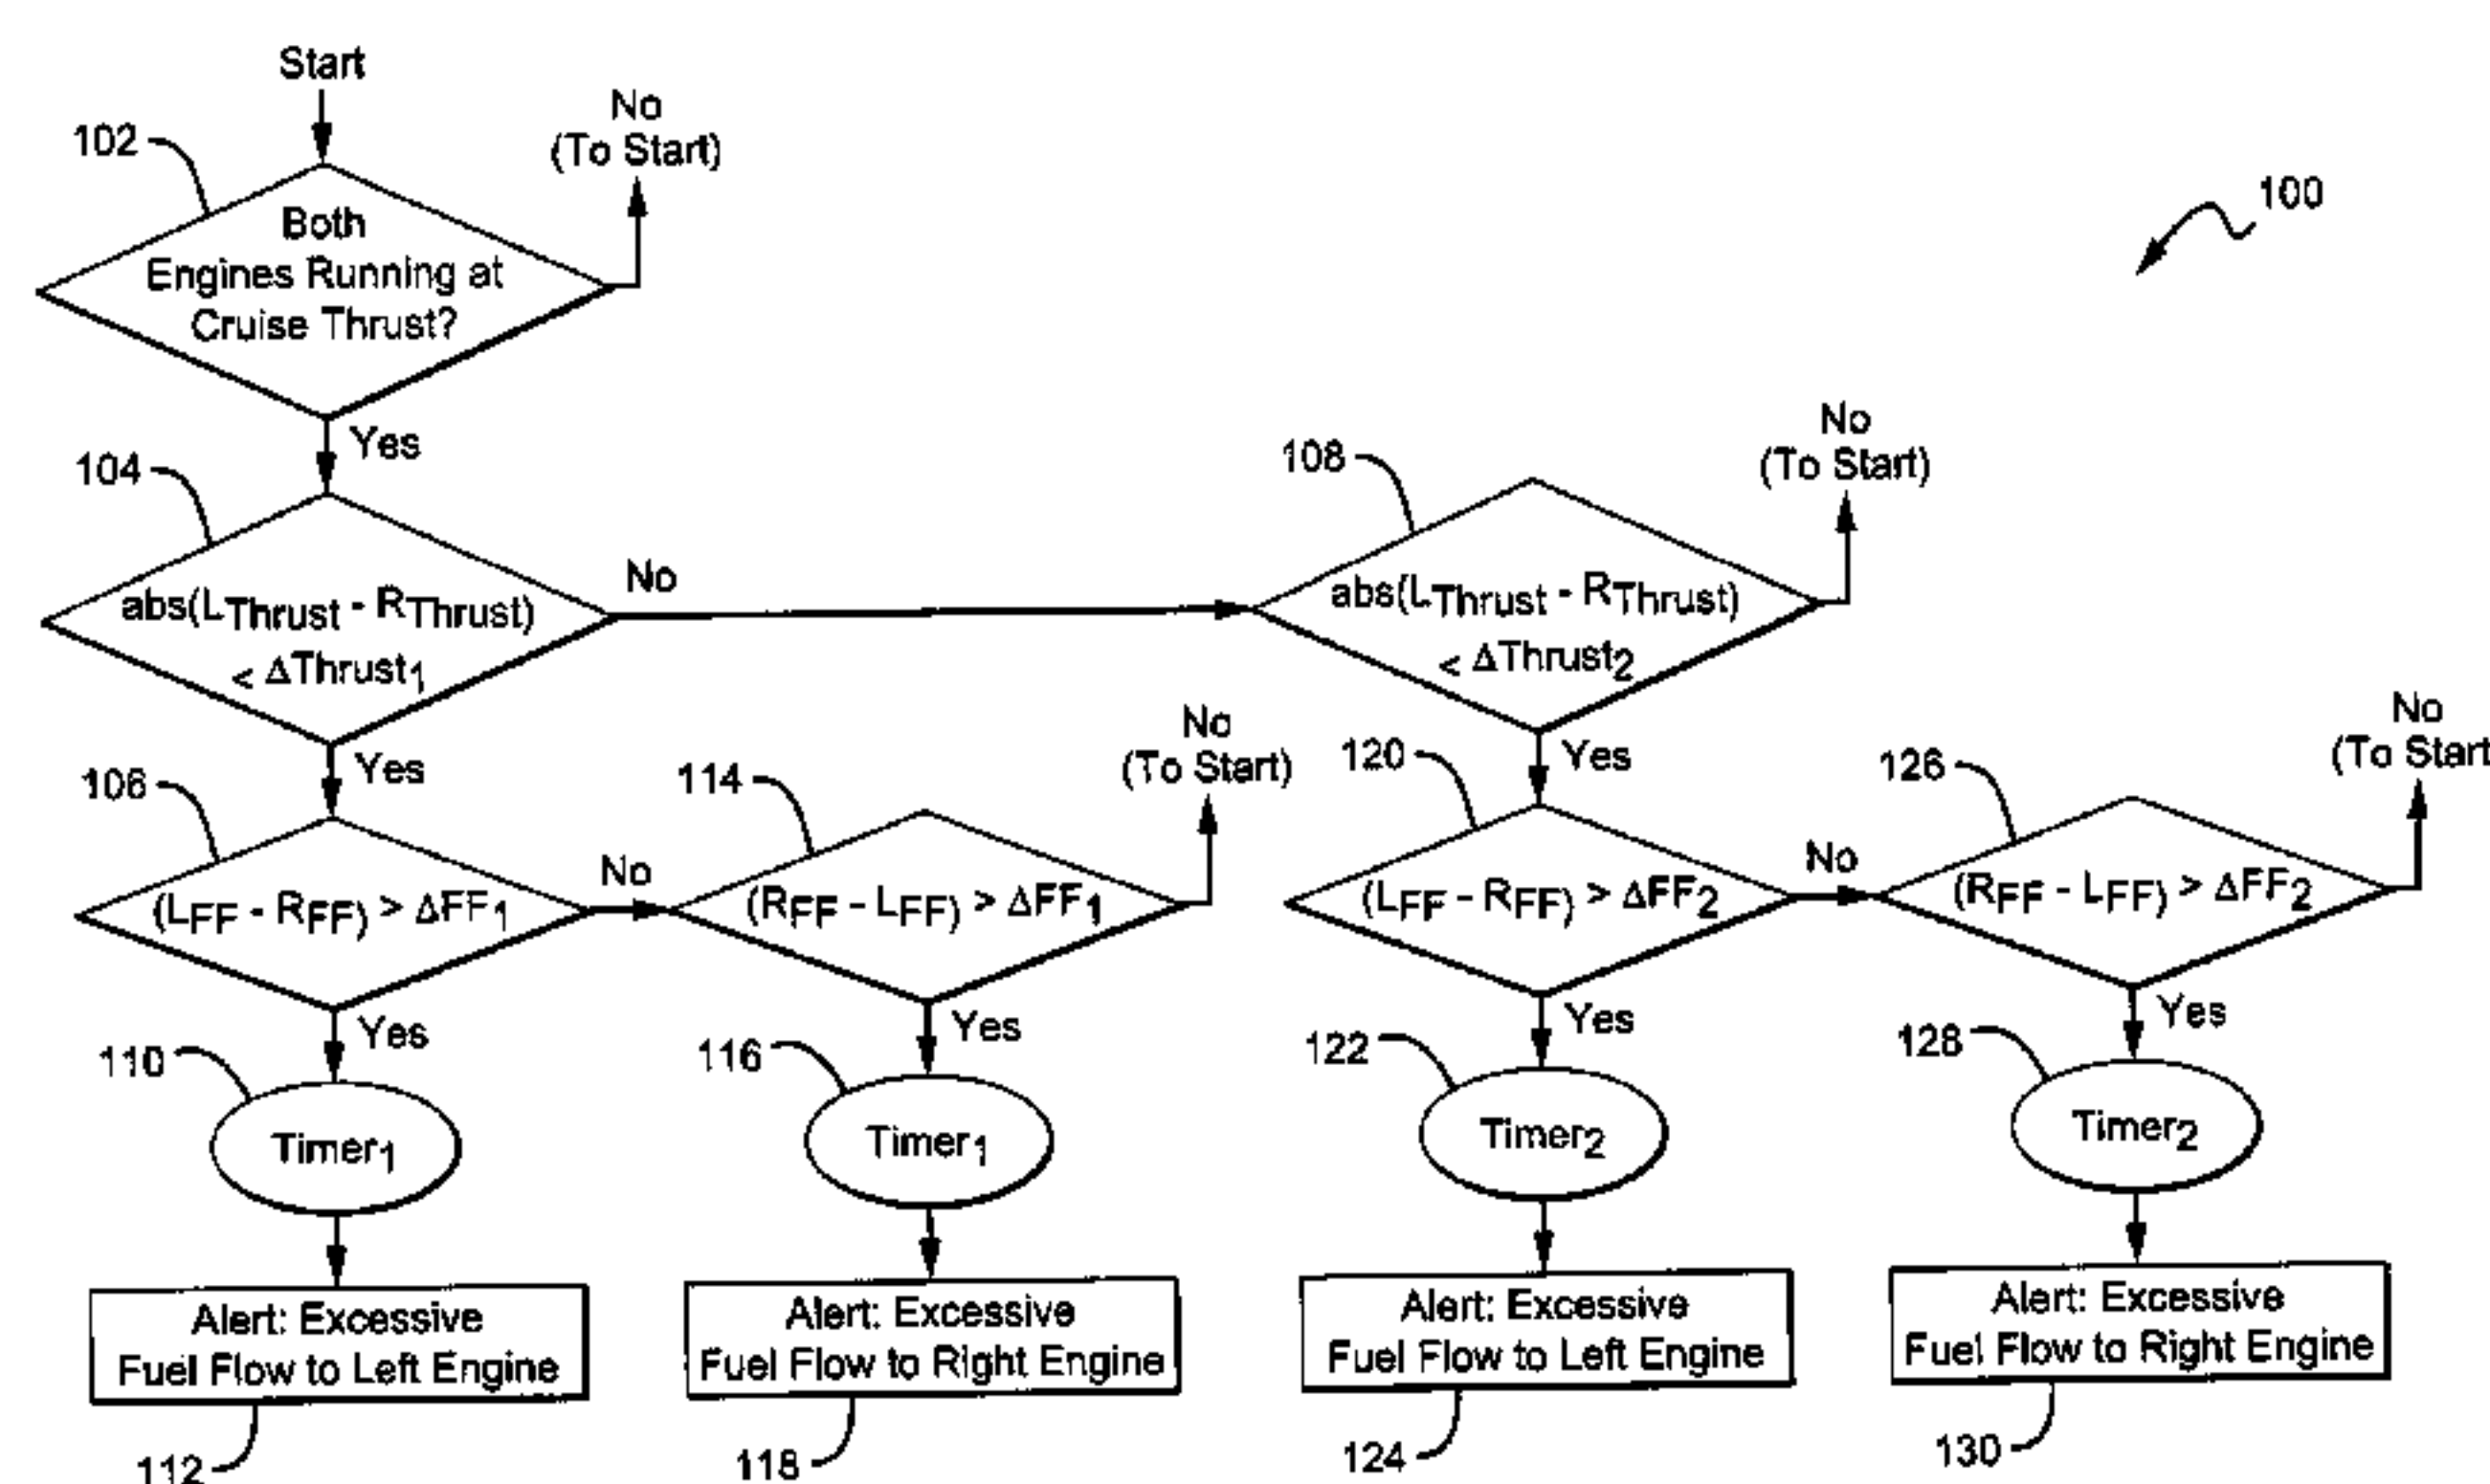 Start
No
(To Start)
102
100
Both
Engines Running at
Cruise Thrust?
Yes
104
abs(LThrust - RThrust)
< ΔThrust1
No
108
abs(LThrust - RThrust)
< ΔThrust2
No
(To Start)
Yes
106
(LFF - RFF) > ΔFF1
No
114
(RFF - LFF) > ΔFF1
No
(To Start)
Yes
120
(LFF - RFF) > ΔFF2
No
126
(RFF - LFF) > ΔFF2
No
(To Start
Yes
110
Timer1
Yes
116
Timer1
Yes
122
Timer2
Yes
128
Timer2
Alert: Excessive
Fuel Flow to Left Engine
112
Alert: Excessive
Fuel Flow to Right Engine
118
Alert: Excessive
Fuel Flow to Left Engine
124
Alert: Excessive
Fuel Flow to Right Engine
130